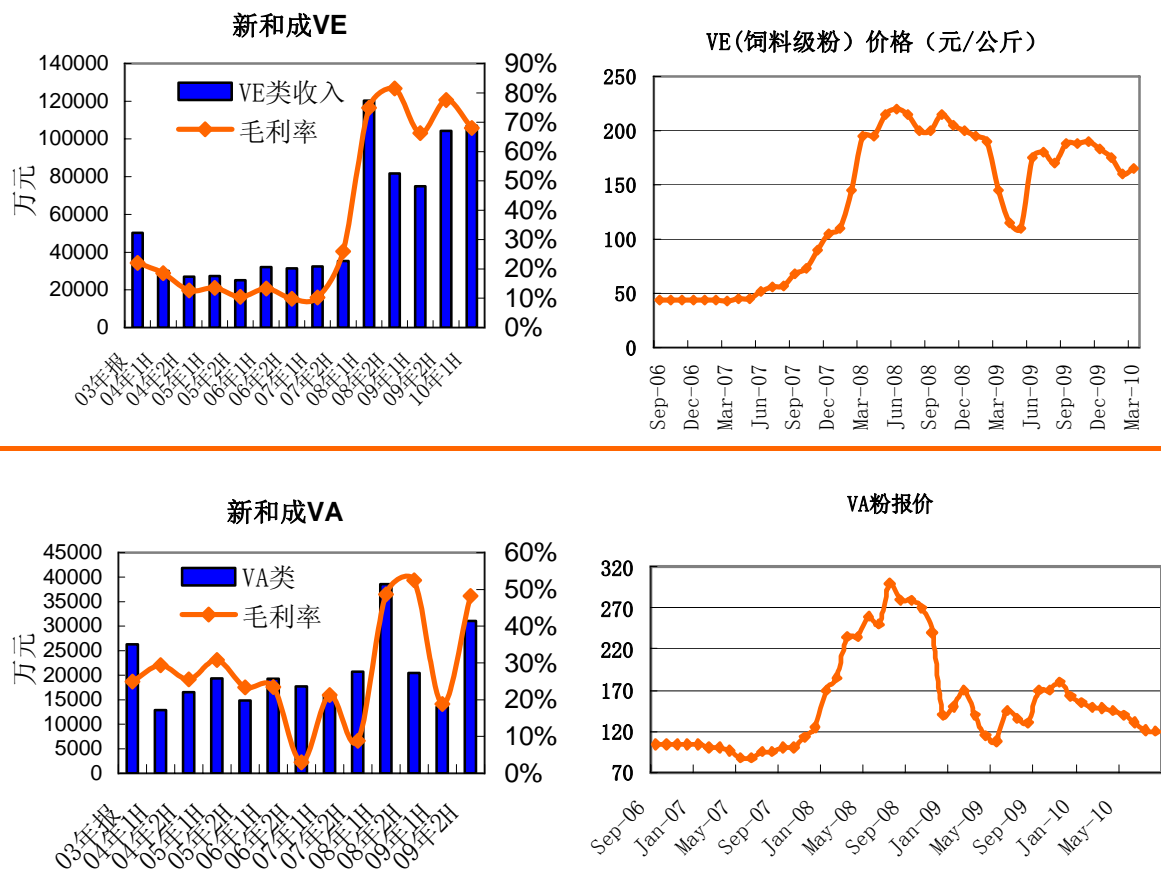 新和成VE
140000
120000
100000
80000
60000
40000
20000
0
万元
VE类收入
毛利率
90%
80%
70%
60%
50%
40%
30%
20%
10%
0%
03年报
04年1H
04年2H
05年1H
05年2H
06年1H
06年2H
07年1H
07年2H
08年1H
08年2H
09年1H
09年2H
10年1H
VE(饲料级粉）价格（元/公斤）
250
200
150
100
50
0
Sep-06
Dec-06
Mar-07
Jun-07
Sep-07
Dec-07
Mar-08
Jun-08
Sep-08
Dec-08
Mar-09
Jun-09
Sep-09
Dec-09
Mar-10
新和成VA
45000
40000
35000
30000
25000
20000
15000
10000
5000
0
万元
VA类
毛利率
60%
50%
40%
30%
20%
10%
0%
03年报
04年1H
04年2H
05年1H
05年2H
06年1H
06年2H
07年1H
07年2H
08年1H
08年2H
09年1H
09年2H
VA粉报价
320
270
220
170
120
70
Sep-06
Jan-07
May-07
Sep-07
Jan-08
May-08
Sep-08
Jan-09
May-09
Sep-09
Jan-10
May-10